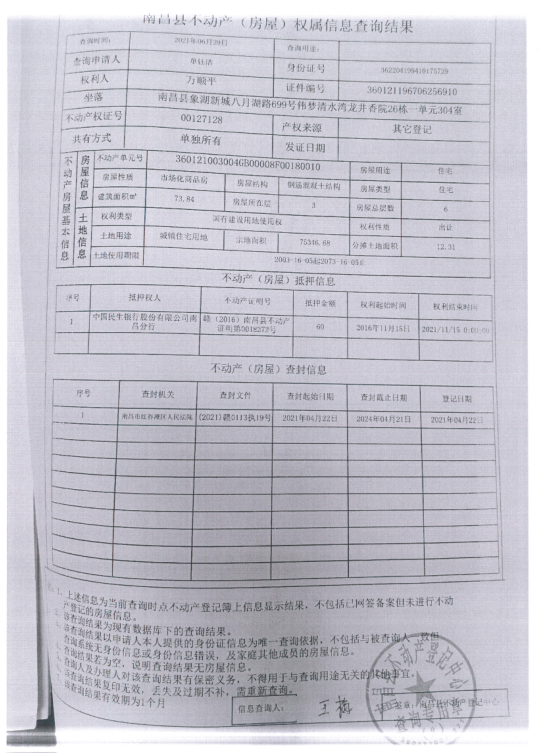 南昌县不动产（房屋）权属信息查询结果
查询时间： 2021年06月29日 查询用途：
查询申请人 身份证号 362204199410175729
权利人 万顺平 证件编号 360121196706256910
坐落 南昌县象湖新城八月湖路699号伟梦清水湾龙井香院26栋一单元304室
不动产权证号 00127128 产权来源 其它登记
共有方式 单独所有 发证日期
不动产房屋基本信息
房屋信息
不动产单元号 360121003004GB00008F00180010 房屋用途 住宅
房屋性质 市场化商品房 房屋结构 钢筋混凝土结构 房屋类型 住宅
建筑面积m² 73.84 房屋所在层 3 房屋总层数 6
土地信息
权利类型 国有建设用地使用权 权利性质 出让
土地用途 城镇住宅用地 宗地面积 75346.68 分摊土地面积 12.31
土地使用期限
不动产（房屋）抵押信息
序号 抵押权人 不动产证明号 抵押金额 权利起始时间 权利结束时间
1 中国民生银行股份有限公司南昌分行 赣（2016）南昌县不动产证明第0018272号 60 2016年11月15日 2021/11/15 0:00:00
不动产（房屋）查封信息
序号 查封机关 查封文件 查封起始日期 查封截止日期 登记日期
1 南昌市红谷滩区人民法院 (2021)赣0113执19号 2021年04月22日 2024年04月21日 2021年04月22日
1、上述信息为当前查询时点不动产登记簿上信息显示结果，不包括已网签备案但未进行不动
产登记的房屋信息。
该查询结果为现有数据库下的查询结果。
该查询结果以申请人本人提供的身份证信息为唯一查询依据，不包括与被查询人
查询系统无身份信息或身份信息错误，及家庭其他成员的房屋信息。
查询结果若为空，说明查询结果无房屋信息。
查询人及办理人对该查询结果有保密义务，不得用于与查询用途无关的其他事宜。
该查询结果复印无效，丢失及过期不补，需重新查询。
该查询结果有效期为1个月
信息查询人：
南昌县不动产登记中心
查询专用章